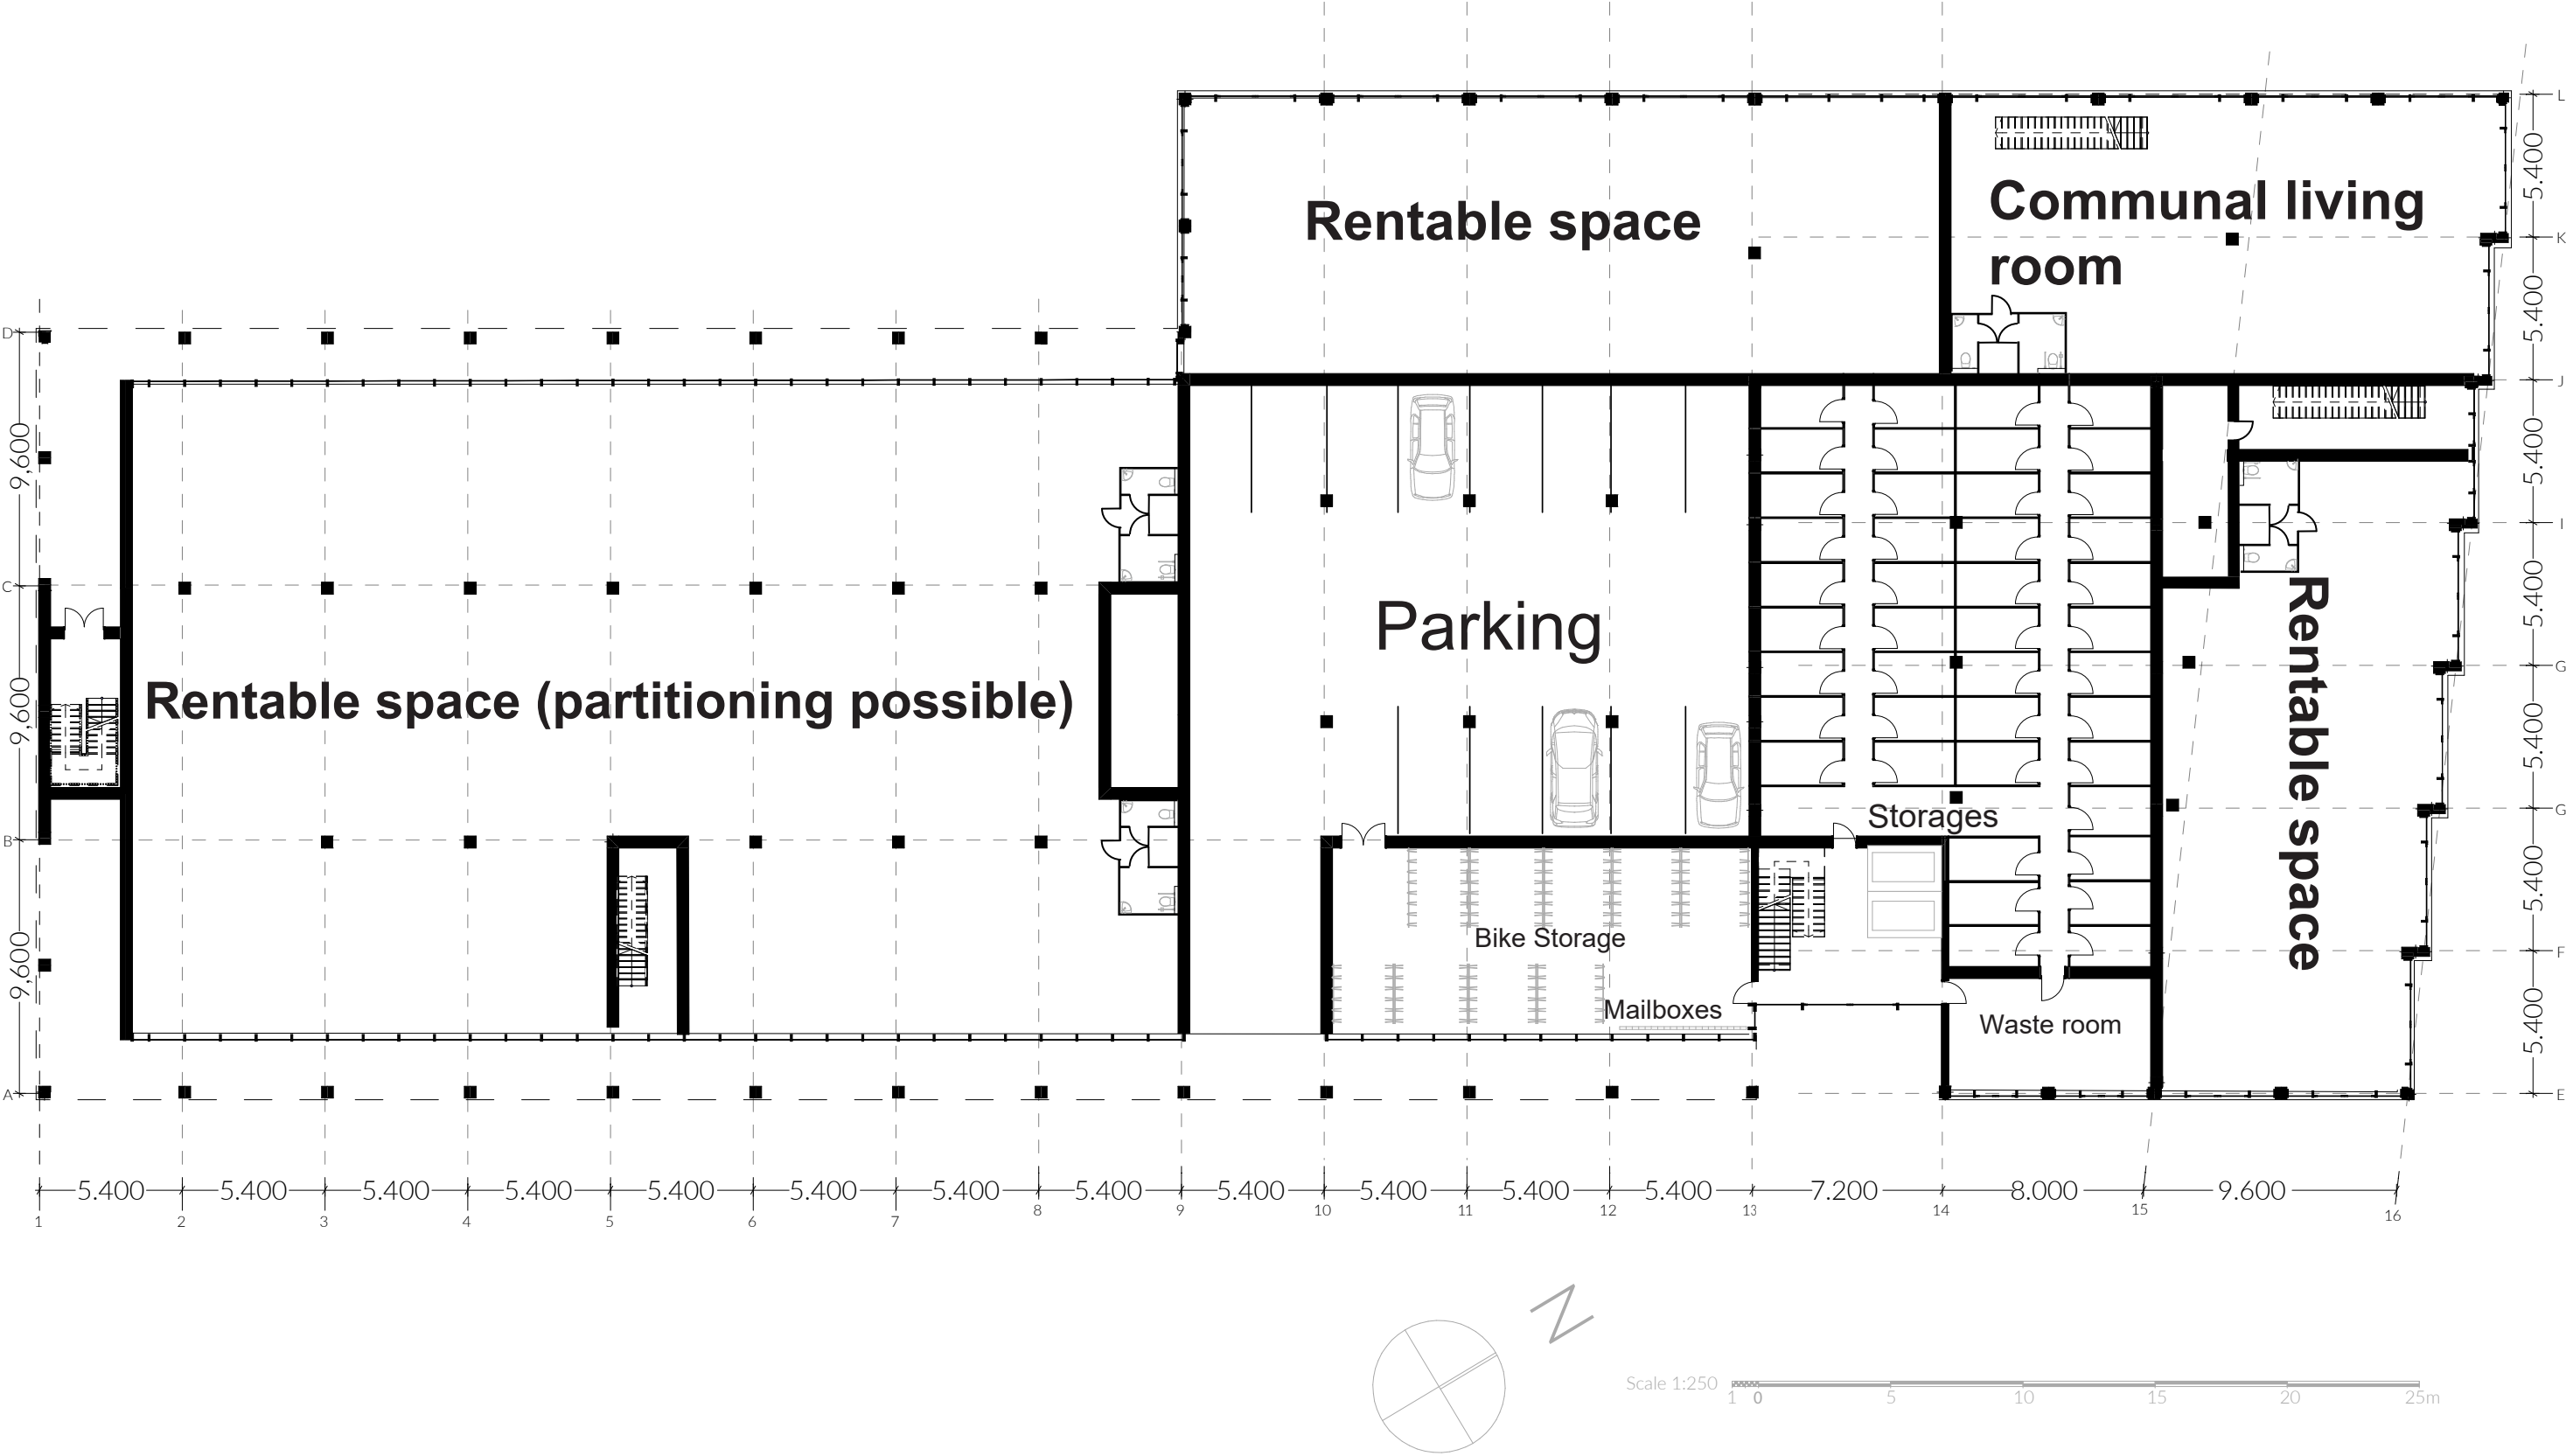 L
5.400
Communal living
room
Rentable space
K
5.400
D
J
9,600
5.400
I
C
5.400
Parking
Rentable space
G
9,600
Rentable space (partitioning possible)
5.400
Storages
G
B
5.400
Bike Storage
F
9,600
Mailboxes
Waste room
5.400
A
E
5.400 5.400 5.400 5.400 5.400 5.400 5.400 5.400 5.400 5.400 5.400 5.400 7.200 8.000 9.600
1 2 3 4 5 6 7 8 9 10 11 12 13 14 15 16
N
Scale 1:250
1 0 5 10 15 20 25m